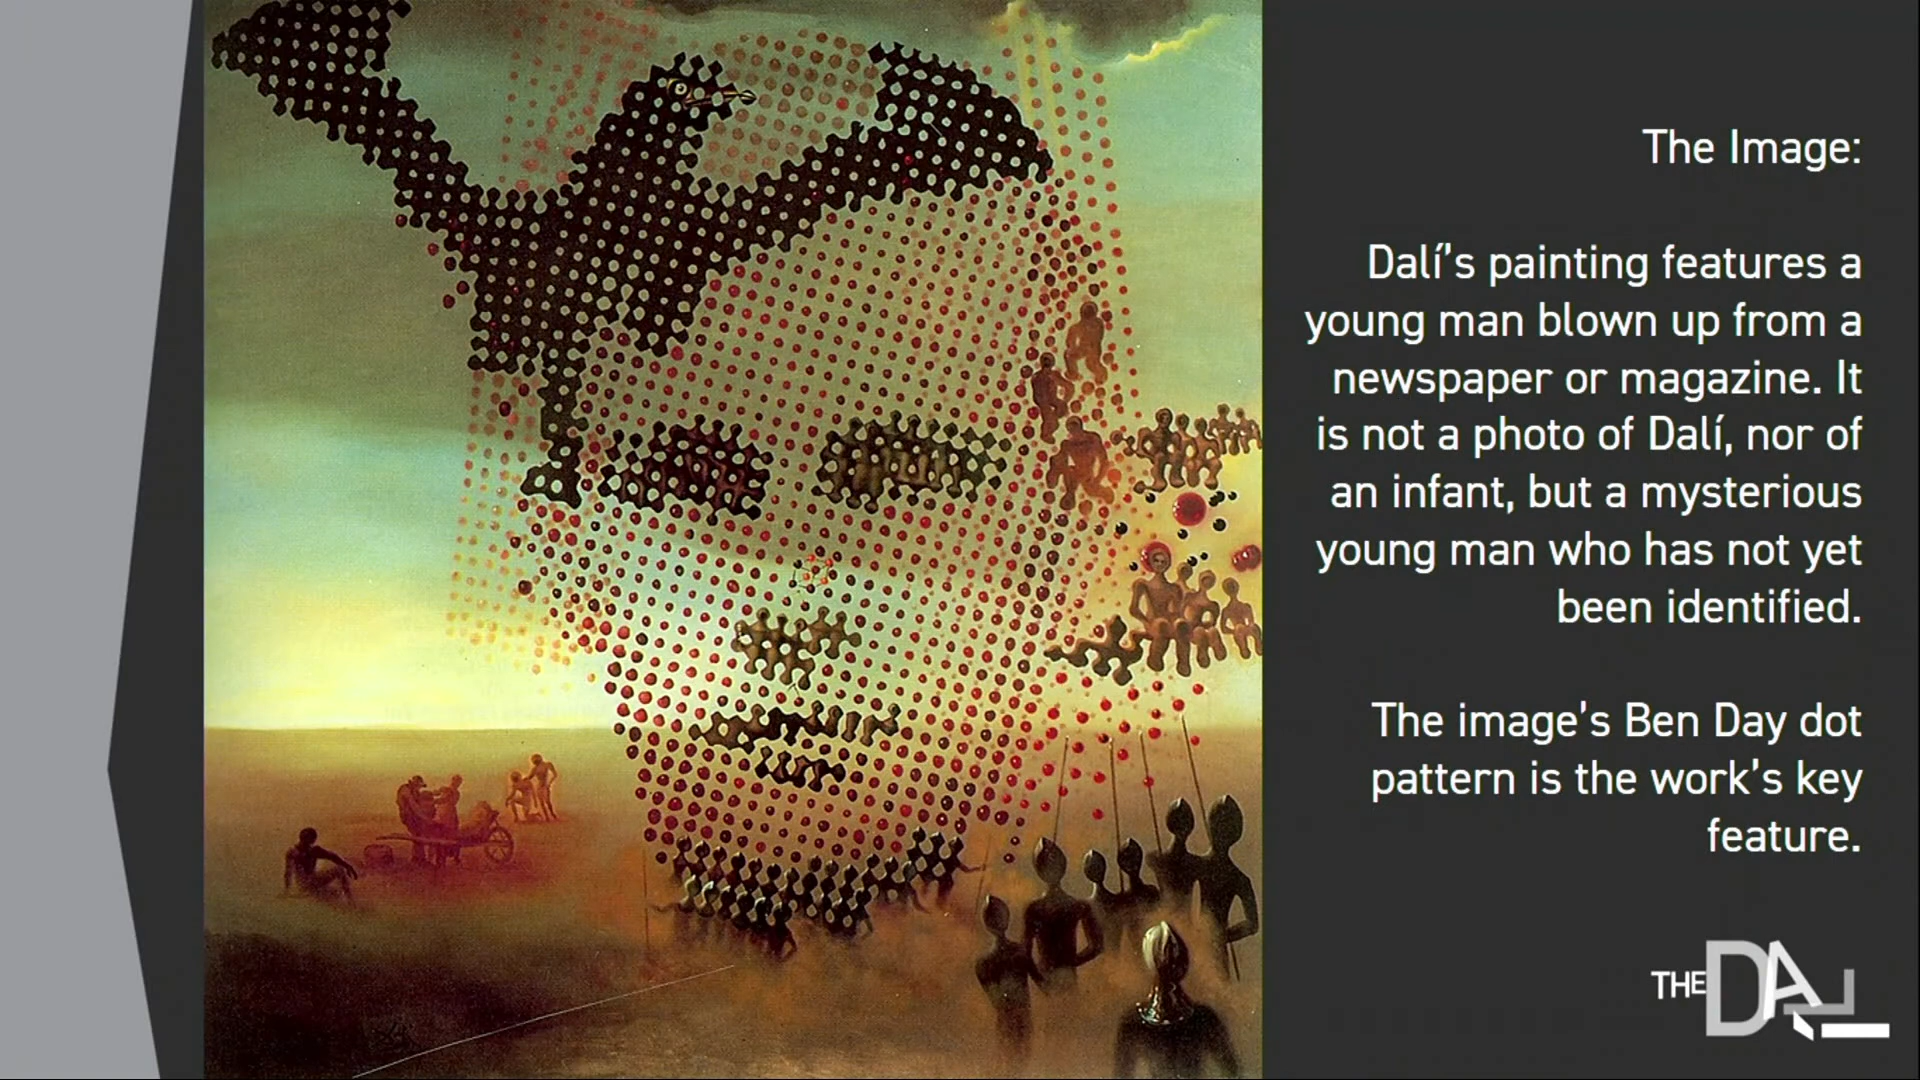 The Image:
Dalí’s painting features a
young man blown up from a
newspaper or magazine. It
is not a photo of Dalí, nor of
an infant, but a mysterious
young man who has not yet
been identified.
The image’s Ben Day dot
pattern is the work’s key
feature.
THE DALÍ